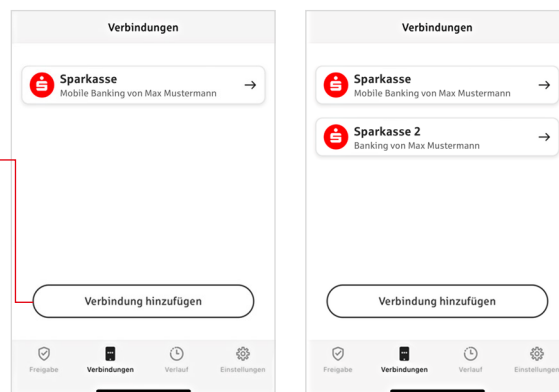 Verbindungen
Sparkasse
Mobile Banking von Max Mustermann
Verbindung hinzufügen
Freigabe Verbindungen Verlauf Einstellungen
Verbindungen
Sparkasse
Mobile Banking von Max Mustermann
Sparkasse 2
Banking von Max Mustermann
Verbindung hinzufügen
Freigabe Verbindungen Verlauf Einstellungen